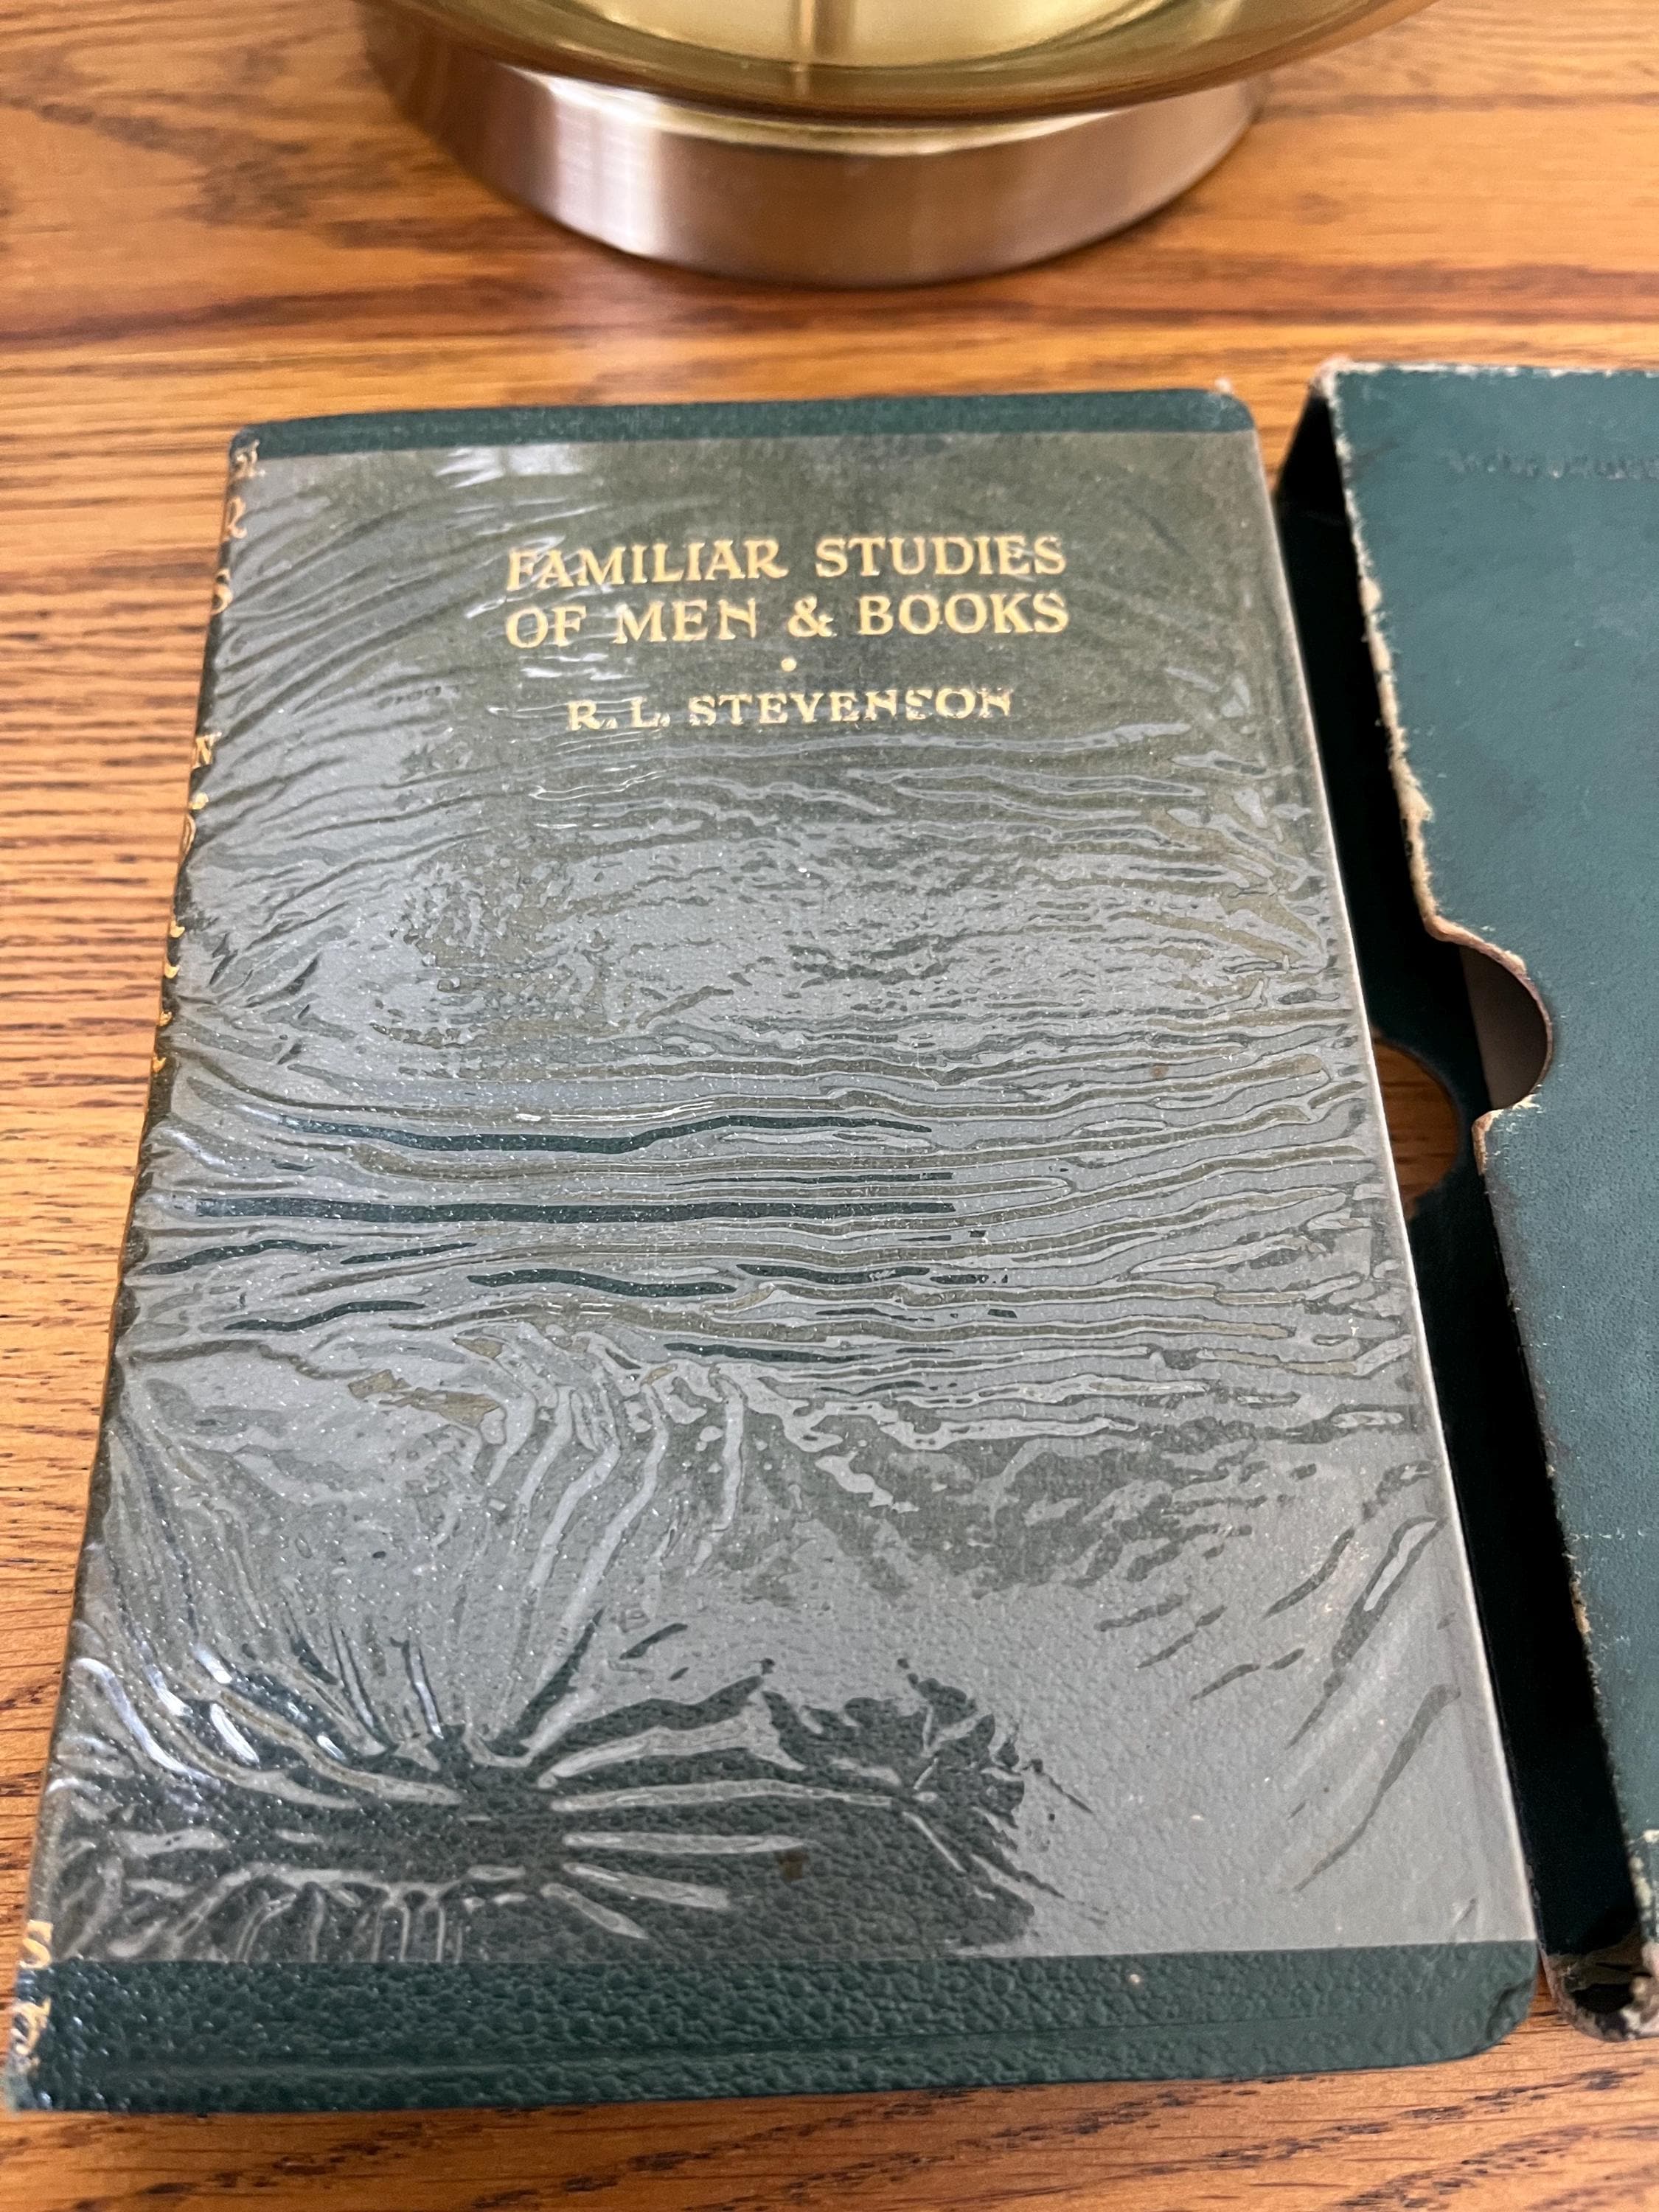 FAMILIAR STUDIES
OF MEN & BOOKS
R. L. STEVENSON